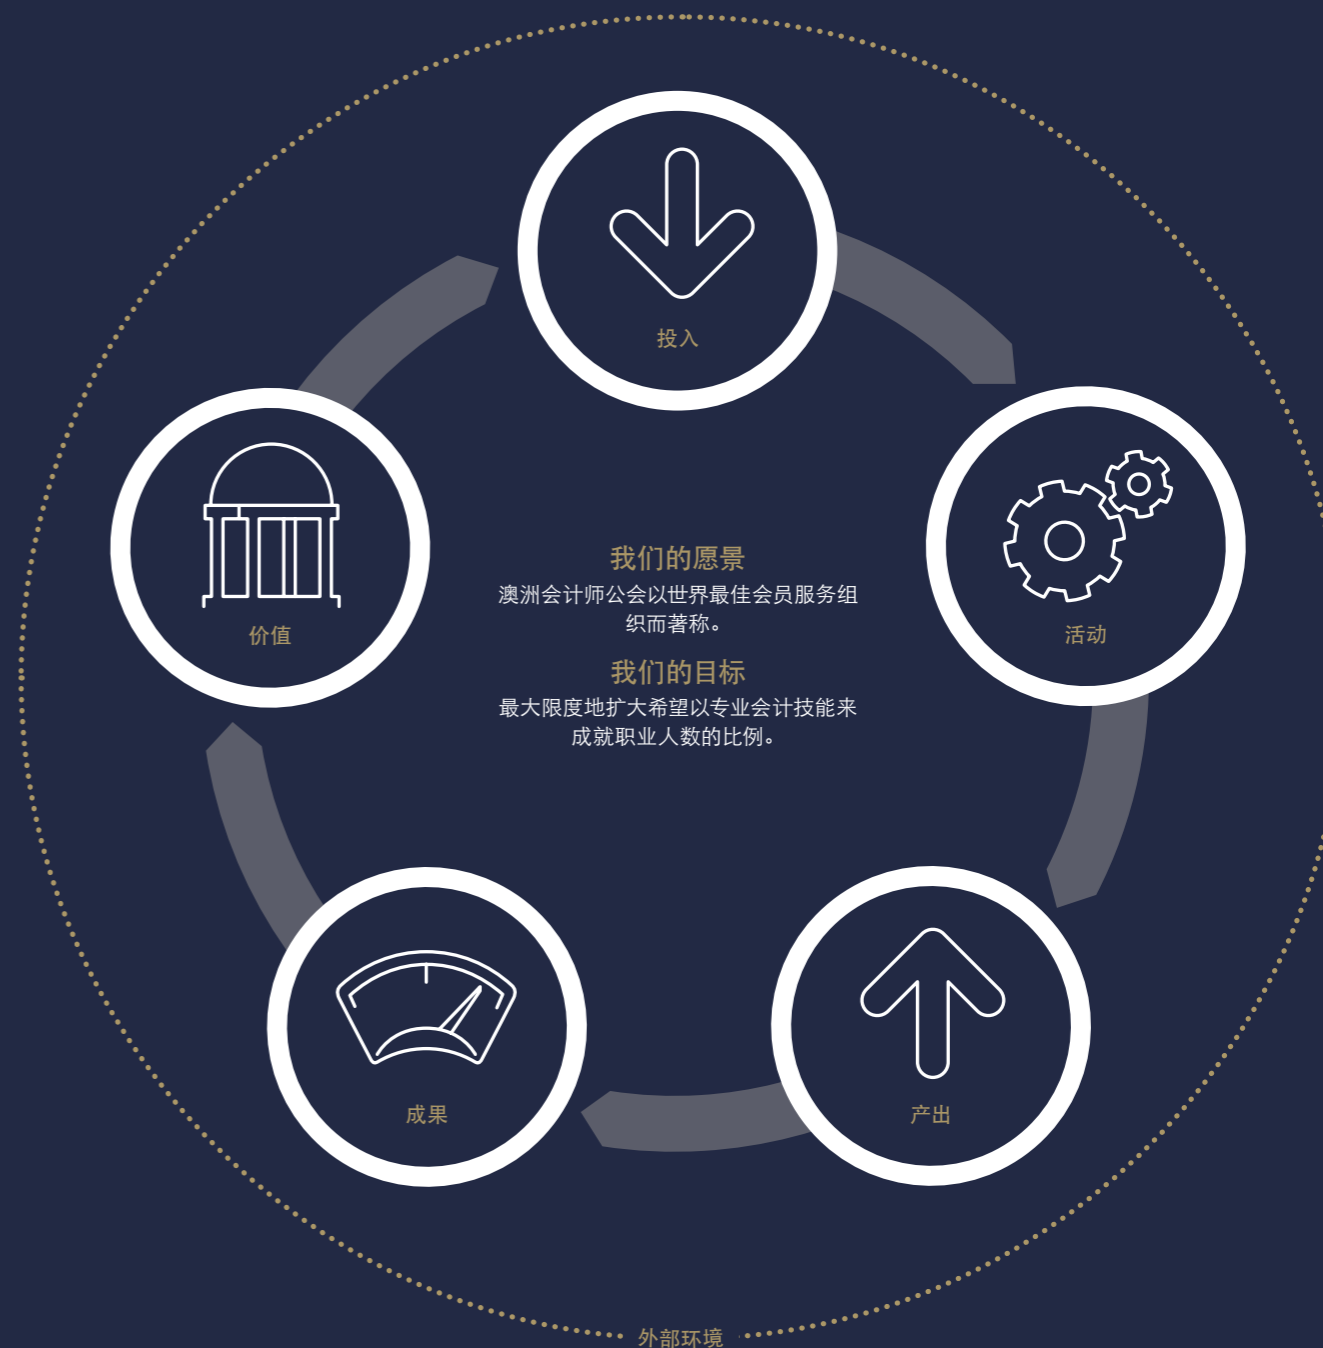 投入
活动
价值
我们的愿景
澳洲会计师公会以世界最佳会员服务组
织而著称。
我们的目标
最大限度地扩大希望以专业会计技能来
成就职业人数的比例。
成果
产出
外部环境